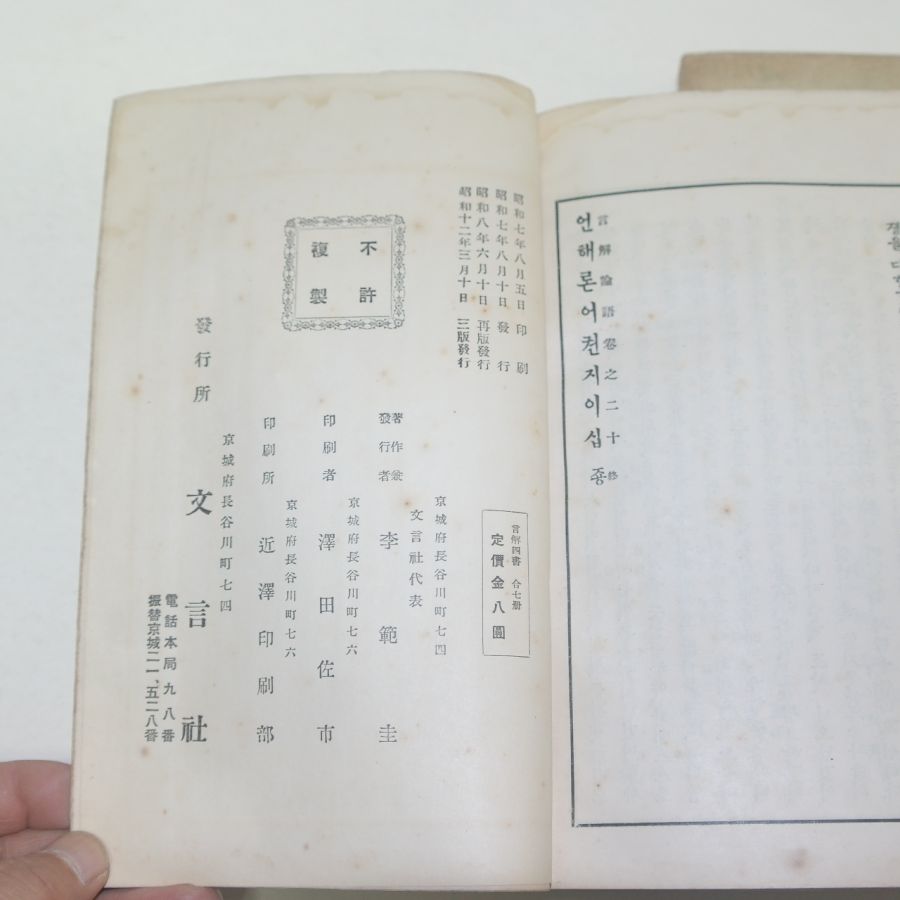 언해론어권지이십 죵
言解論語卷之二十 終
昭和七年八月五日 印刷
昭和七年八月十日 發行
昭和八年六月十日 再版發行
昭和十二年三月十日 三版發行
不許
複製
言解四書 合七册
定價金八圓
京城府長谷川町七四
文言社代表
著作兼
發行者
李範圭
京城府長谷川町七六
印刷者 澤田佐市
京城府長谷川町七六
印刷所 近澤印刷部
京城府長谷川町七四
發行所 文言社
電話本局九八番
振替京城二一、五二八番